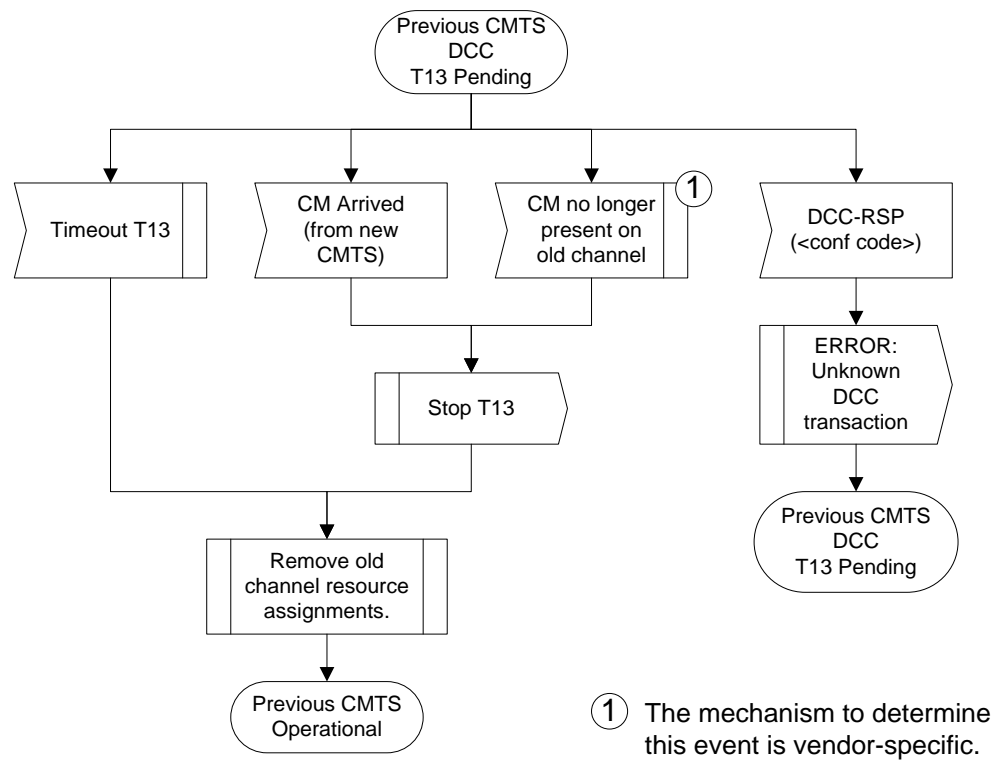 Previous CMTS
DCC
T13 Pending
Timeout T13
CM Arrived
(from new
CMTS)
CM no longer
present on
old channel
1
DCC-RSP
(<conf code>)
ERROR:
Unknown
DCC
transaction
Stop T13
Previous CMTS
DCC
T13 Pending
Remove old
channel resource
assignments.
Previous CMTS
Operational
1 The mechanism to determine
this event is vendor-specific.